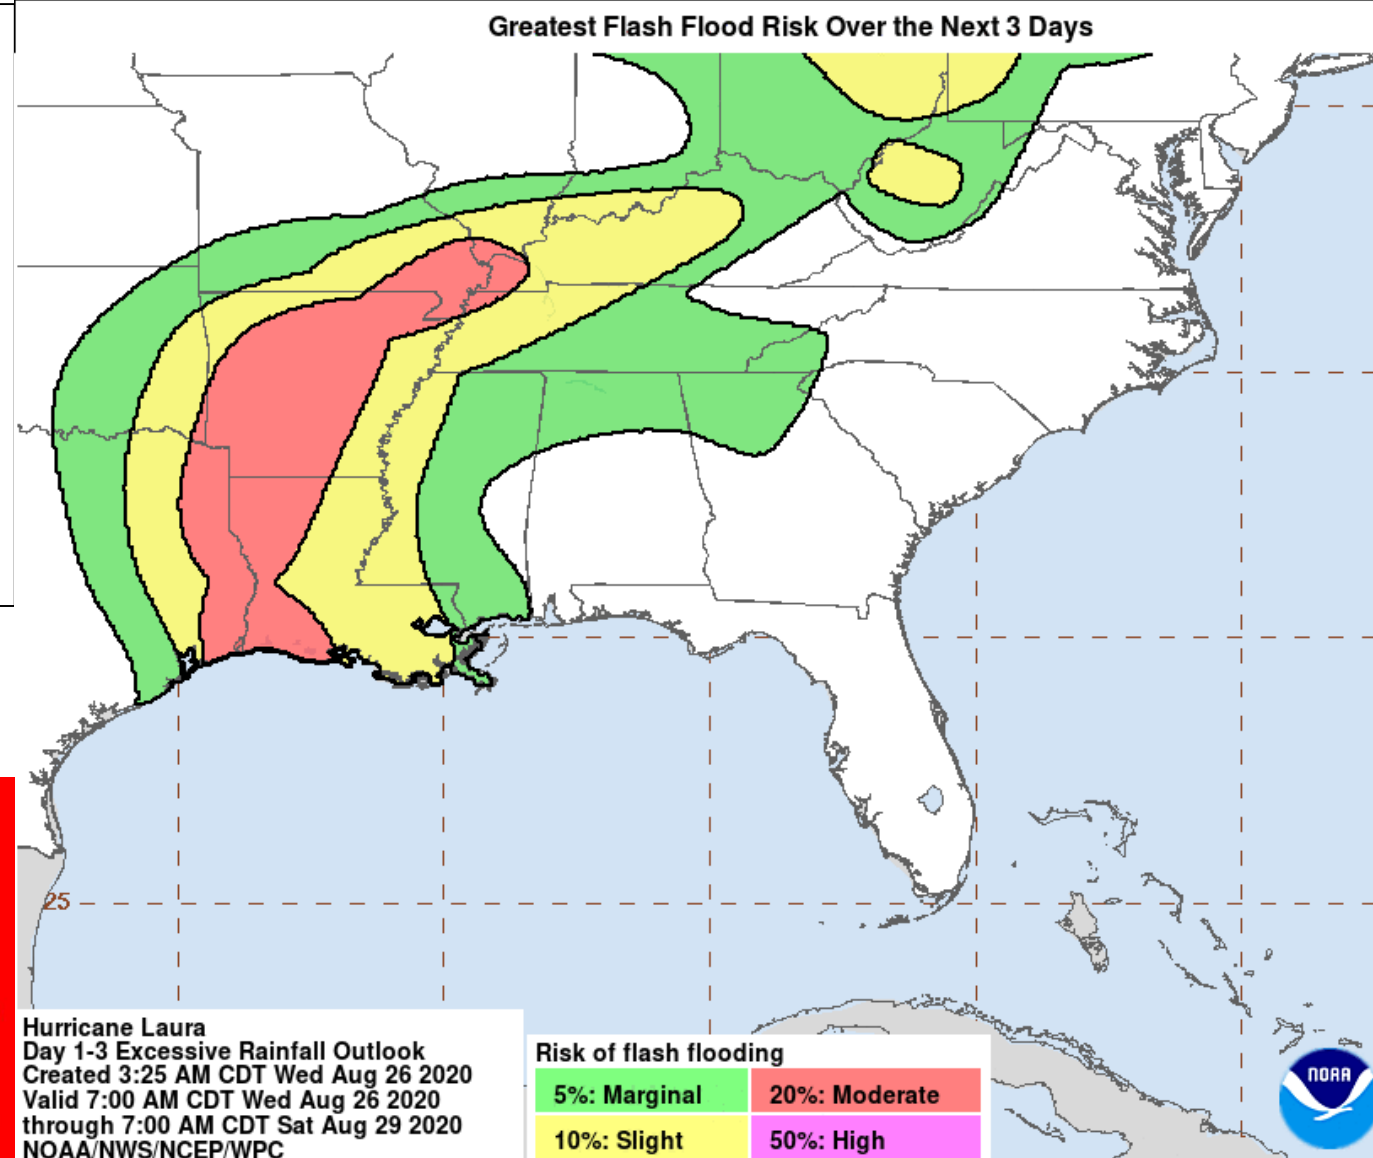 Greatest Flash Flood Risk Over the Next 3 Days
25
Hurricane Laura
Day 1-3 Excessive Rainfall Outlook
Created 3:25 AM CDT Wed Aug 26 2020
Valid 7:00 AM CDT Wed Aug 26 2020
through 7:00 AM CDT Sat Aug 29 2020
NOAA/NWS/NCEP/WPC
Risk of flash flooding
5%: Marginal
20%: Moderate
10%: Slight
50%: High
NOAA